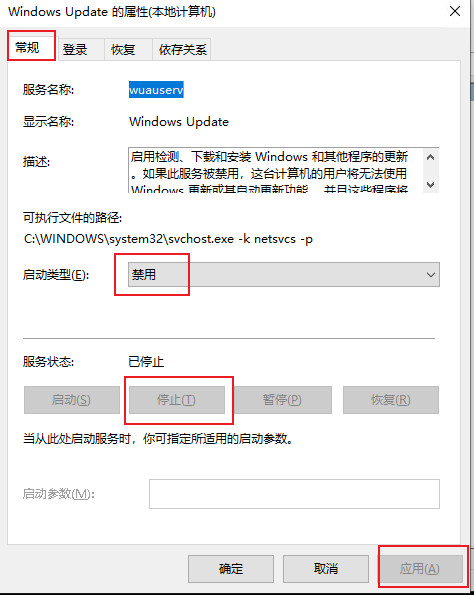 Windows Update 的属性(本地计算机)
常规 登录 恢复 依存关系
服务名称: wuauserv
显示名称: Windows Update
描述: 启用检测、下载和安装 Windows 和其他程序的更新
。如果此服务被禁用，这台计算机的用户将无法使用
Windows 更新或其自动更新功能，并且这些程序将
可执行文件的路径:
C:\WINDOWS\system32\svchost.exe -k netsvcs -p
启动类型(E): 禁用
服务状态: 已停止
启动(S) 停止(T) 暂停(P) 恢复(R)
当从此处启动服务时，你可指定所适用的启动参数。
启动参数(M):
确定 取消 应用(A)